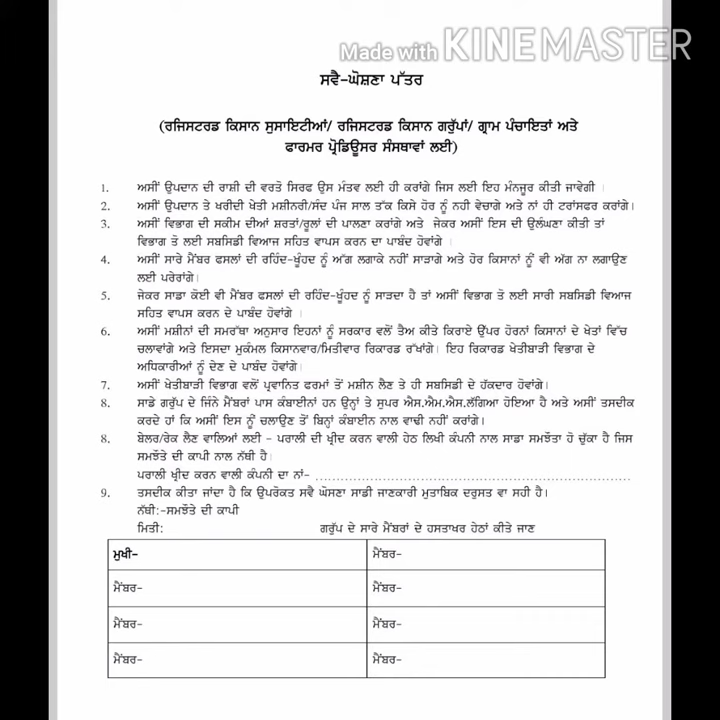 Made with KINEMASTER
ਸਵੈ-ਘੋਸ਼ਣਾ ਪੱਤਰ
(ਰਜਿਸਟਰਡ ਕਿਸਾਨ ਸੁਸਾਇਟੀਆਂ/ ਰਜਿਸਟਰਡ ਕਿਸਾਨ ਗਰੁੱਪਾਂ/ ਗ੍ਰਾਮ ਪੰਚਾਇਤਾਂ ਅਤੇ
ਫਾਰਮਰ ਪ੍ਰੋਡਿਊਸਰ ਸੰਸਥਾਵਾਂ ਲਈ)
1. ਅਸੀਂ ਉਪਦਾਨ ਦੀ ਰਾਸ਼ੀ ਦੀ ਵਰਤੋ ਸਿਰਫ ਉਸ ਮੰਤਵ ਲਈ ਹੀ ਕਰਾਂਗੇ ਜਿਸ ਲਈ ਇਹ ਮੰਨਜੂਰ ਕੀਤੀ ਜਾਵੇਗੀ ।
2. ਅਸੀਂ ਉਪਦਾਨ ਤੇ ਖਰੀਦੀ ਖੇਤੀ ਮਸ਼ੀਨਰੀ/ਸੰਦ ਪੰਜ ਸਾਲ ਤੱਕ ਕਿਸੇ ਹੋਰ ਨੂੰ ਨਹੀ ਵੇਚਾਗੇ ਅਤੇ ਨਾਂ ਹੀ ਟਰਾਂਸਫਰ ਕਰਾਂਗੇ।
3. ਅਸੀਂ ਵਿਭਾਗ ਦੀ ਸਕੀਮ ਦੀਆਂ ਸ਼ਰਤਾਂ/ਰੂਲਾਂ ਦੀ ਪਾਲਣਾ ਕਰਾਂਗੇ ਅਤੇ ਜੇਕਰ ਅਸੀਂ ਇਸ ਦੀ ਉਲੰਘਣਾ ਕੀਤੀ ਤਾਂ
ਵਿਭਾਗ ਤੋ ਲਈ ਸਬਸਿਡੀ ਵਿਆਜ ਸਹਿਤ ਵਾਪਸ ਕਰਨ ਦਾ ਪਾਬੰਦ ਹੋਵਾਂਗੇ ।
4. ਅਸੀਂ ਸਾਰੇ ਮੈਂਬਰ ਫਸਲਾਂ ਦੀ ਰਹਿੰਦ-ਖੂੰਹਦ ਨੂੰ ਅੱਗ ਲਗਾਕੇ ਨਹੀਂ ਸਾੜਾਗੇ ਅਤੇ ਹੋਰ ਕਿਸਾਨਾਂ ਨੂੰ ਵੀ ਅੱਗ ਨਾ ਲਗਾਉਣ
ਲਈ ਪਰੇਰਾਂਗੇ।
5. ਜੇਕਰ ਸਾਡਾ ਕੋਈ ਵੀ ਮੈਂਬਰ ਫਸਲਾਂ ਦੀ ਰਹਿੰਦ-ਖੂੰਹਦ ਨੂੰ ਸਾੜਦਾ ਹੈ ਤਾਂ ਅਸੀਂ ਵਿਭਾਗ ਤੋ ਲਈ ਸਾਰੀ ਸਬਸਿਡੀ ਵਿਆਜ
ਸਹਿਤ ਵਾਪਸ ਕਰਨ ਦੇ ਪਾਬੰਦ ਹੋਵਾਂਗੇ ।
6. ਅਸੀਂ ਮਸ਼ੀਨਾਂ ਦੀ ਸਮਰੱਥਾ ਅਨੁਸਾਰ ਇਹਨਾਂ ਨੂੰ ਸਰਕਾਰ ਵਲੋਂ ਤੈਅ ਕੀਤੇ ਕਿਰਾਏ ਉੱਪਰ ਹੋਰਨਾਂ ਕਿਸਾਨਾਂ ਦੇ ਖੇਤਾਂ ਵਿੱਚ
ਚਲਾਵਾਂਗੇ ਅਤੇ ਇਸਦਾ ਮੁਕੰਮਲ ਕਿਸਾਨਵਾਰ/ਮਿਤੀਵਾਰ ਰਿਕਾਰਡ ਰੱਖਾਂਗੇ। ਇਹ ਰਿਕਾਰਡ ਖੇਤੀਬਾੜੀ ਵਿਭਾਗ ਦੇ
ਅਧਿਕਾਰੀਆਂ ਨੂੰ ਦੇਣ ਦੇ ਪਾਬੰਦ ਹੋਵਾਂਗੇ।
7. ਅਸੀਂ ਖੇਤੀਬਾੜੀ ਵਿਭਾਗ ਵਲੋਂ ਪ੍ਰਵਾਨਿਤ ਫਰਮਾਂ ਤੋਂ ਮਸ਼ੀਨ ਲੈਣ ਤੇ ਹੀ ਸਬਸਿਡੀ ਦੇ ਹੱਕਦਾਰ ਹੋਵਾਂਗੇ।
8. ਸਾਡੇ ਗਰੁੱਪ ਦੇ ਜਿੰਨੇ ਮੈਂਬਰਾਂ ਪਾਸ ਕੰਬਾਈਨਾਂ ਹਨ ਉਨ੍ਹਾਂ ਤੇ ਸੁਪਰ ਐਸ.ਐਮ.ਐਸ.ਲੱਗਿਆ ਹੋਇਆ ਹੈ ਅਤੇ ਅਸੀਂ ਤਸਦੀਕ
ਕਰਦੇ ਹਾਂ ਕਿ ਅਸੀਂ ਇਸ ਨੂੰ ਚਲਾਉਣ ਤੋਂ ਬਿਨ੍ਹਾਂ ਕੰਬਾਈਨ ਨਾਲ ਵਾਢੀ ਨਹੀਂ ਕਰਾਂਗੇ।
8. ਬੇਲਰ/ਰੇਕ ਲੈਣ ਵਾਲਿਆਂ ਲਈ - ਪਰਾਲੀ ਦੀ ਖ੍ਰੀਦ ਕਰਨ ਵਾਲੀ ਹੇਠ ਲਿਖੀ ਕੰਪਨੀ ਨਾਲ ਸਾਡਾ ਸਮਝੌਤਾ ਹੋ ਚੁੱਕਾ ਹੈ ਜਿਸ
ਸਮਝੌਤੇ ਦੀ ਕਾਪੀ ਨਾਲ ਨੱਥੀ ਹੈ।
ਪਰਾਲੀ ਖ੍ਰੀਦ ਕਰਨ ਵਾਲੀ ਕੰਪਨੀ ਦਾ ਨਾਂ- ..............................
9. ਤਸਦੀਕ ਕੀਤਾ ਜਾਂਦਾ ਹੈ ਕਿ ਉਪਰੋਕਤ ਸਵੈ ਘੋਸਣਾ ਸਾਡੀ ਜਾਣਕਾਰੀ ਮੁਤਾਬਿਕ ਦਰੁਸਤ ਵਾ ਸਹੀ ਹੈ।
ਨੱਥੀ:-ਸਮਝੌਤੇ ਦੀ ਕਾਪੀ
ਮਿਤੀ: ਗਰੁੱਪ ਦੇ ਸਾਰੇ ਮੈਂਬਰਾਂ ਦੇ ਹਸਤਾਖਰ ਹੇਠਾਂ ਕੀਤੇ ਜਾਣ
ਮੁਖੀ- ਮੈਂਬਰ-
ਮੈਂਬਰ- ਮੈਂਬਰ-
ਮੈਂਬਰ- ਮੈਂਬਰ-
ਮੈਂਬਰ- ਮੈਂਬਰ-